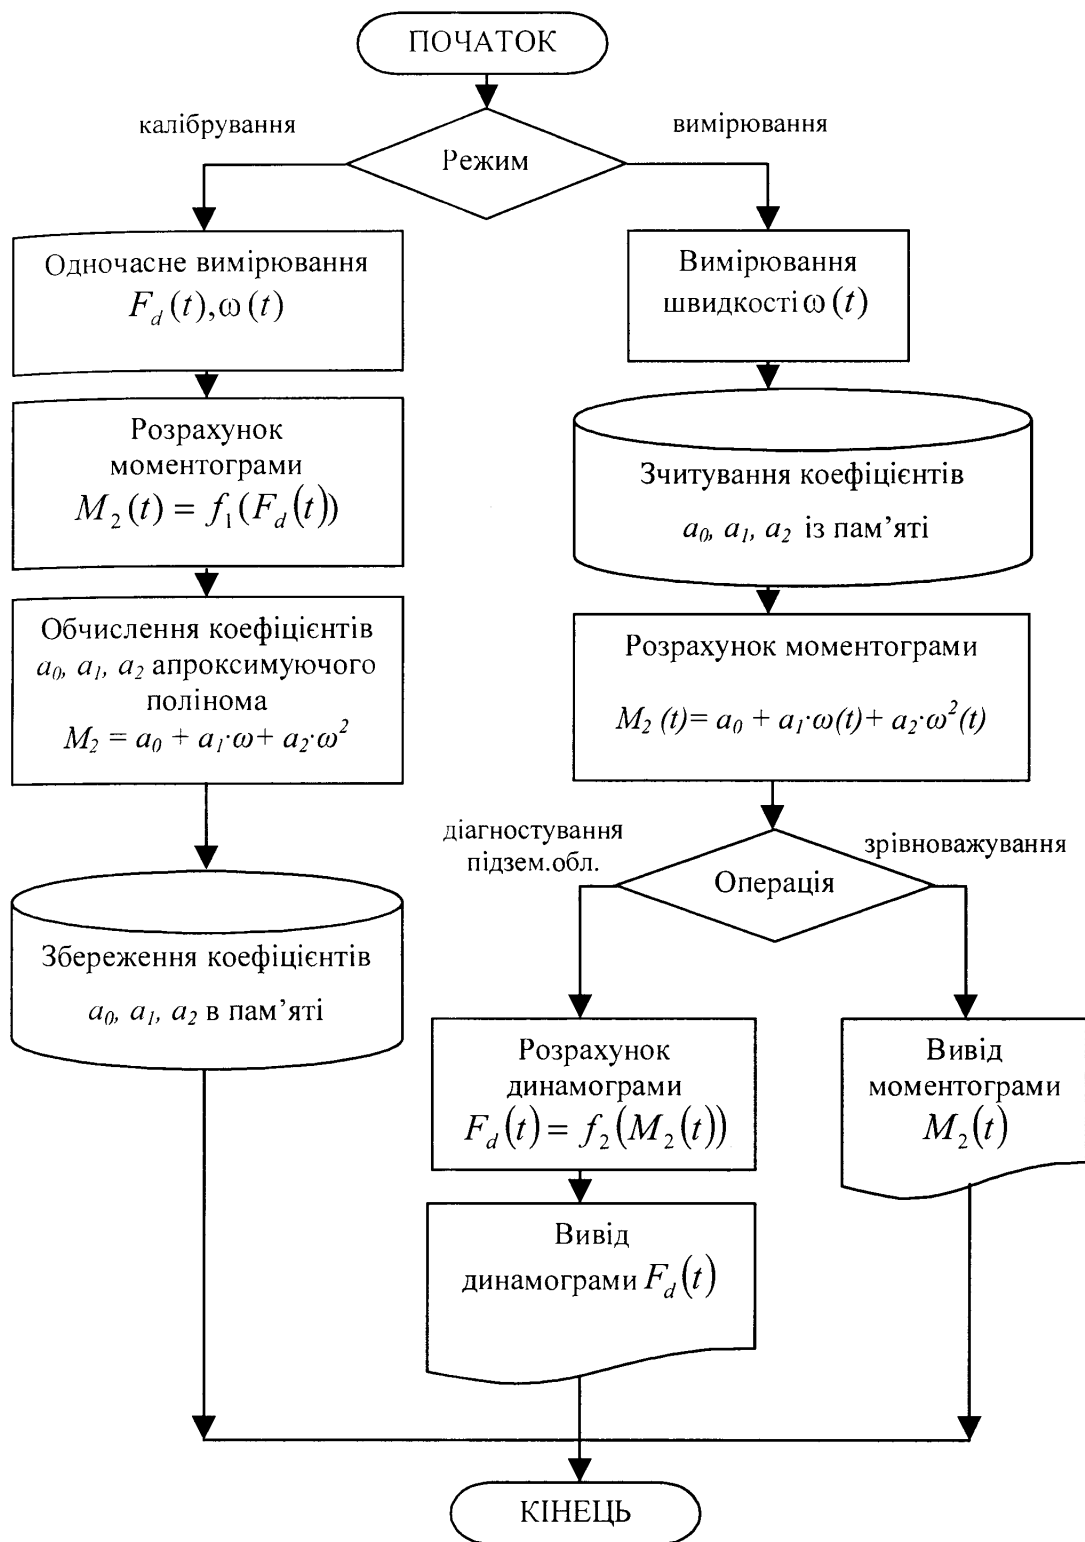 ПОЧАТОК
калібрування
вимірювання
Режим
Одночасне вимірювання
F_d(t), ω(t)
Вимірювання
швидкості ω(t)
Розрахунок
моментограми
M_2(t) = f_1(F_d(t))
Зчитування коефіцієнтів
a_0, a_1, a_2 із пам’яті
Обчислення коефіцієнтів
a_0, a_1, a_2 апроксимуючого
полінома
M_2 = a_0 + a_1·ω+ a_2·ω^2
Розрахунок моментограми
M_2 (t)= a_0 + a_1·ω(t)+ a_2·ω^2(t)
діагностування
підзем.обл.
зрівноважування
Операція
Збереження коефіцієнтів
a_0, a_1, a_2 в пам’яті
Розрахунок
динамограми
F_d(t) = f_2(M_2(t))
Вивід
моментограми
M_2(t)
Вивід
динамограми F_d(t)
КІНЕЦЬ